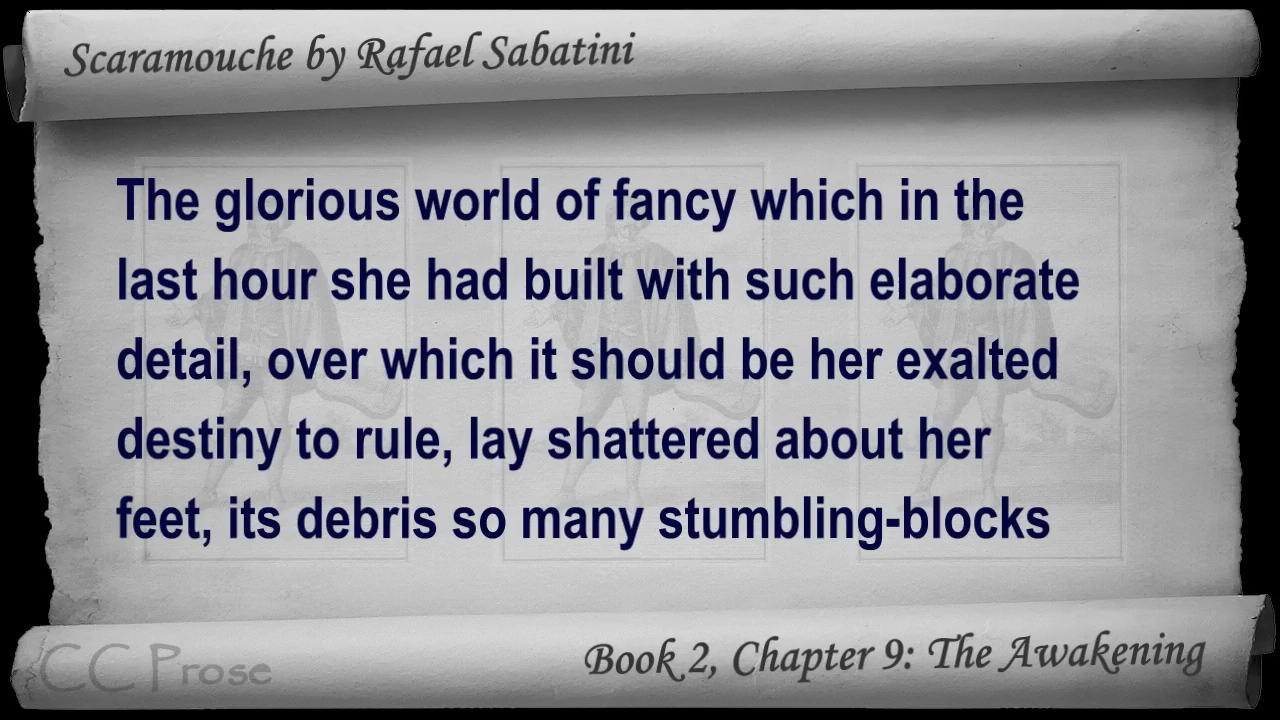 Scaramouche by Rafael Sabatini
The glorious world of fancy which in the
last hour she had built with such elaborate
detail, over which it should be her exalted
destiny to rule, lay shattered about her
feet, its debris so many stumbling-blocks
CC Prose
Book 2, Chapter 9: The Awakening